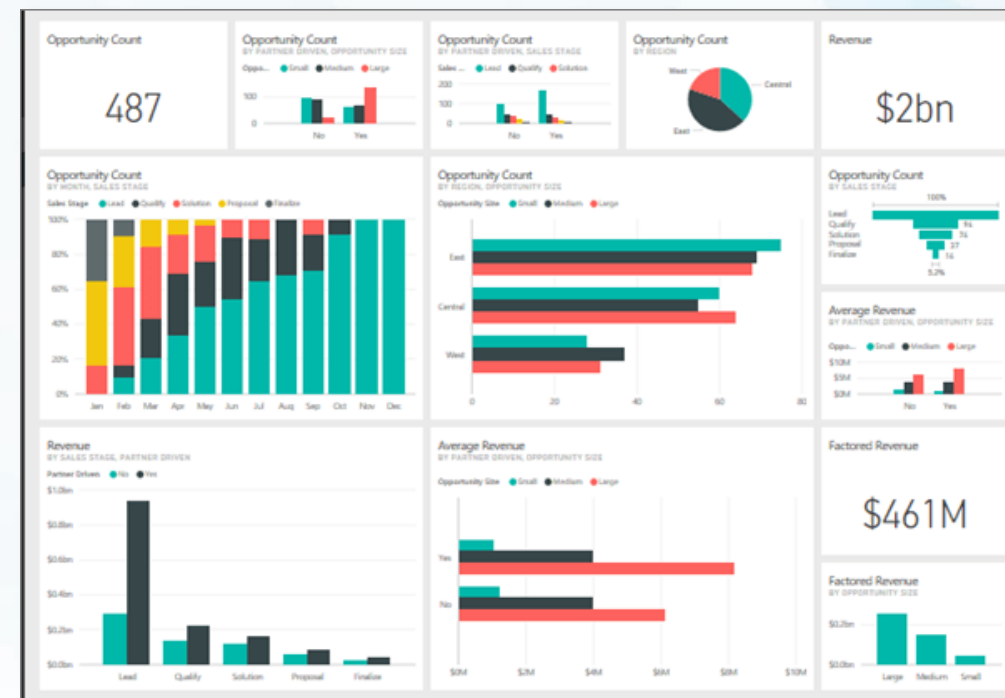 Opportunity Count
487
Opportunity Count
BY PARTNER DRIVEN, OPPORTUNITY SIZE
Oppo... Small Medium Large
100
0
No Yes
Opportunity Count
BY PARTNER DRIVEN, SALES STAGE
Sales ... Lead Qualify Solution
200
100
0
No Yes
Opportunity Count
BY REGION
West
Central
East
Revenue
$2bn
Opportunity Count
BY MONTH, SALES STAGE
Sales Stage Lead Qualify Solution Proposal Finalize
100%
80%
60%
40%
20%
0%
Jan Feb Mar Apr May Jun Jul Aug Sep Oct Nov Dec
Opportunity Count
BY REGION, OPPORTUNITY SIZE
Opportunity Size Small Medium Large
East
Central
West
0 20 40 60 80
Opportunity Count
BY SALES STAGE
100%
Lead
Qualify 94
Solution 74
Proposal 37
Finalize 16
5.2%
Average Revenue
BY PARTNER DRIVEN, OPPORTUNITY SIZE
Oppo... Small Medium Large
$10M
$5M
$0M
No Yes
Revenue
BY SALES STAGE, PARTNER DRIVEN
Partner Driven No Yes
$1.0bn
$0.8bn
$0.6bn
$0.4bn
$0.2bn
$0.0bn
Lead Qualify Solution Proposal Finalize
Average Revenue
BY PARTNER DRIVEN, OPPORTUNITY SIZE
Opportunity Size Small Medium Large
Yes
No
$0M $2M $4M $6M $8M $10M
Factored Revenue
$461M
Factored Revenue
BY OPPORTUNITY SIZE
$0.2bn
$0.0bn
Large Medium Small